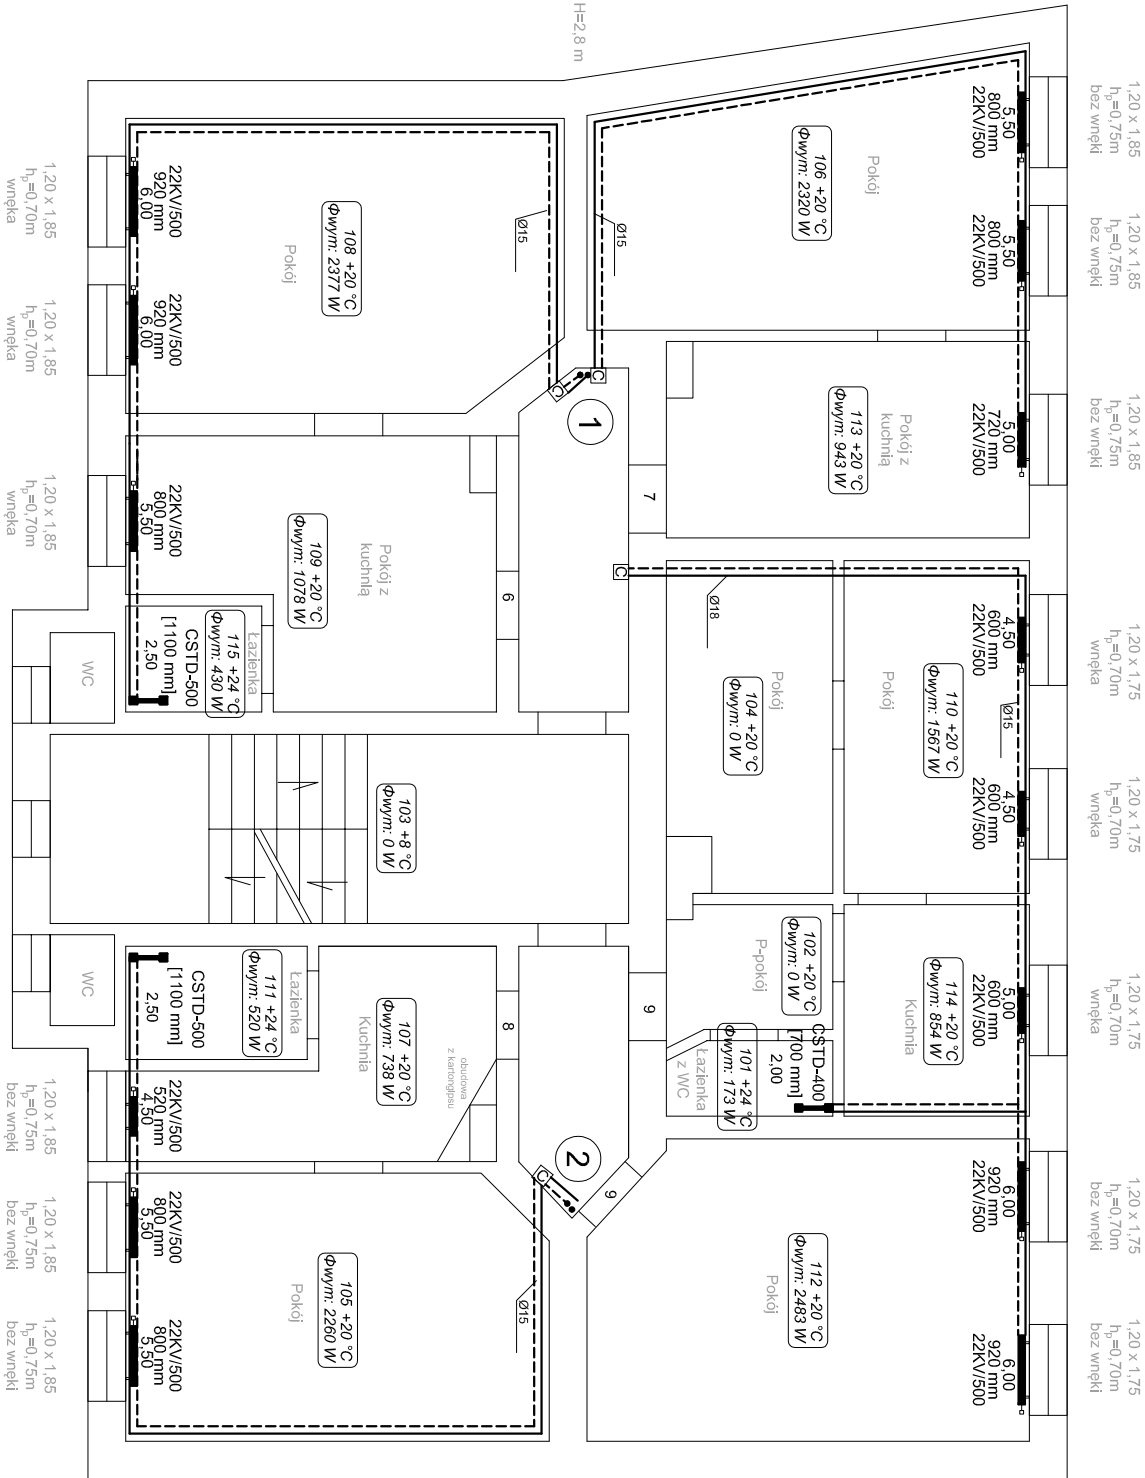 H=2,8 m
1,20 x 1,85
hp=0,75m
bez wnęki
1,20 x 1,85
hp=0,75m
bez wnęki
1,20 x 1,85
hp=0,75m
bez wnęki
1,20 x 1,75
hp=0,70m
wnęka
1,20 x 1,75
hp=0,70m
wnęka
1,20 x 1,75
hp=0,70m
wnęka
1,20 x 1,75
hp=0,70m
bez wnęki
1,20 x 1,75
hp=0,70m
bez wnęki
5,50
800 mm
22KV/500
5,50
800 mm
22KV/500
5,00
720 mm
22KV/500
4,50
600 mm
22KV/500
Ø15
4,50
600 mm
22KV/500
5,00
600 mm
22KV/500
6,00
920 mm
22KV/500
6,00
920 mm
22KV/500
Pokój
106 +20 °C
Φwym: 2320 W
Ø15
Pokój z
kuchnią
113 +20 °C
Φwym: 943 W
Pokój
110 +20 °C
Φwym: 1567 W
Kuchnia
114 +20 °C
Φwym: 854 W
Pokój
104 +20 °C
Φwym: 0 W
Ø18
P-pokój
102 +20 °C
Φwym: 0 W
CSTD-400
[700 mm]
2,00
101 +24 °C
Φwym: 173 W
Łazienka
z WC
112 +20 °C
Φwym: 2483 W
Pokój
C
C
1
7
C
9
2
C
9
6
8
Ø15
108 +20 °C
Φwym: 2377 W
Pokój
Pokój z
kuchnią
109 +20 °C
Φwym: 1078 W
Łazienka
115 +24 °C
Φwym: 430 W
CSTD-500
[1100 mm]
2,50
103 +8 °C
Φwym: 0 W
obudowa
z kartongipsu
107 +20 °C
Φwym: 738 W
Kuchnia
Łazienka
111 +24 °C
Φwym: 520 W
CSTD-500
[1100 mm]
2,50
Ø15
105 +20 °C
Φwym: 2260 W
Pokój
22KV/500
920 mm
6,00
22KV/500
920 mm
6,00
22KV/500
800 mm
5,50
22KV/500
520 mm
4,50
22KV/500
800 mm
5,50
22KV/500
800 mm
5,50
WC
WC
1,20 x 1,85
hp=0,70m
wnęka
1,20 x 1,85
hp=0,70m
wnęka
1,20 x 1,85
hp=0,70m
wnęka
1,20 x 1,85
hp=0,75m
bez wnęki
1,20 x 1,85
hp=0,75m
bez wnęki
1,20 x 1,85
hp=0,75m
bez wnęki